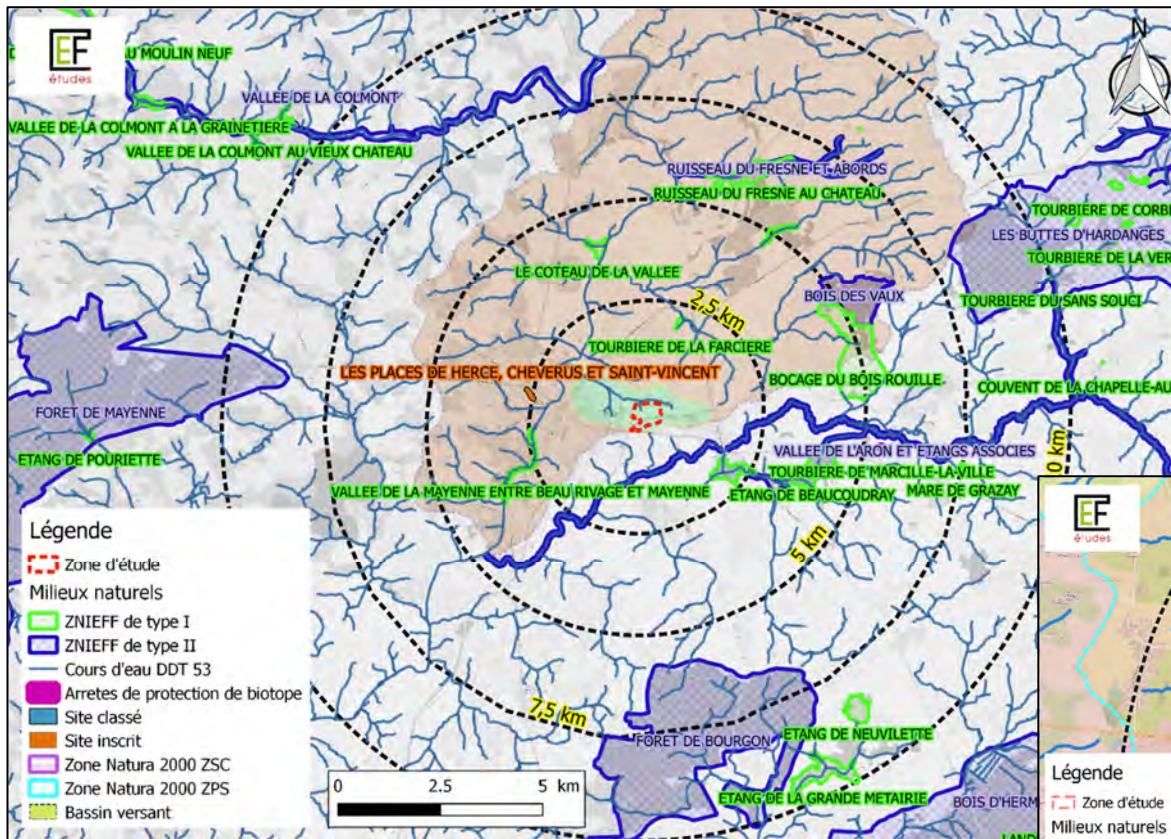 EF
études
AU MOULIN NEUF
VALLEE DE LA COLMONT
VALLEE DE LA COLMONT A LA GRAINETIERE
VALLEE DE LA COLMONT AU VIEUX CHATEAU
N
RUISSEAU DU FRESNE ET ABORDS
RUISSEAU DU FRESNE AU CHATEAU
TOURBIERE DE CORBE
LES BUTTES D'HARDANGES
TOURBIERE DE LA VER
LE COTEAU DE LA VALLEE
TOURBIERE DU SANS SOUCI
BOIS DES VAUX
2,5 km
TOURBIERE DE LA FARCIERE
LES PLACES DE HERCE, CHEVERUS ET SAINT-VINCENT
BOCAGE DU BOIS ROUILLE
COUVENT DE LA CHAPELLE-AU
FORET DE MAYENNE
ETANG DE POURIETTE
VALLEE DE L'ARON ET ETANGS ASSOCIES
TOURBIERE DE MARCILLE-LA-VILLE
0 km
VALLEE DE LA MAYENNE ENTRE BEAU RIVAGE ET MAYENNE
ETANG DE BEAUCOUDRAY
MARE DE GRAZAY
5 km
7,5 km
FORET DE BOURGON
ETANG DE NEUVILETTE
ETANG DE LA GRANDE METAIRIE
BOIS D'HERM
LAND
0 2.5 5 km
Légende
Zone d'étude
Milieux naturels
ZNIEFF de type I
ZNIEFF de type II
Cours d'eau DDT 53
Arretes de protection de biotope
Site classé
Site inscrit
Zone Natura 2000 ZSC
Zone Natura 2000 ZPS
Bassin versant
EF
études
Légende
Zone d'étude
Milieux naturels